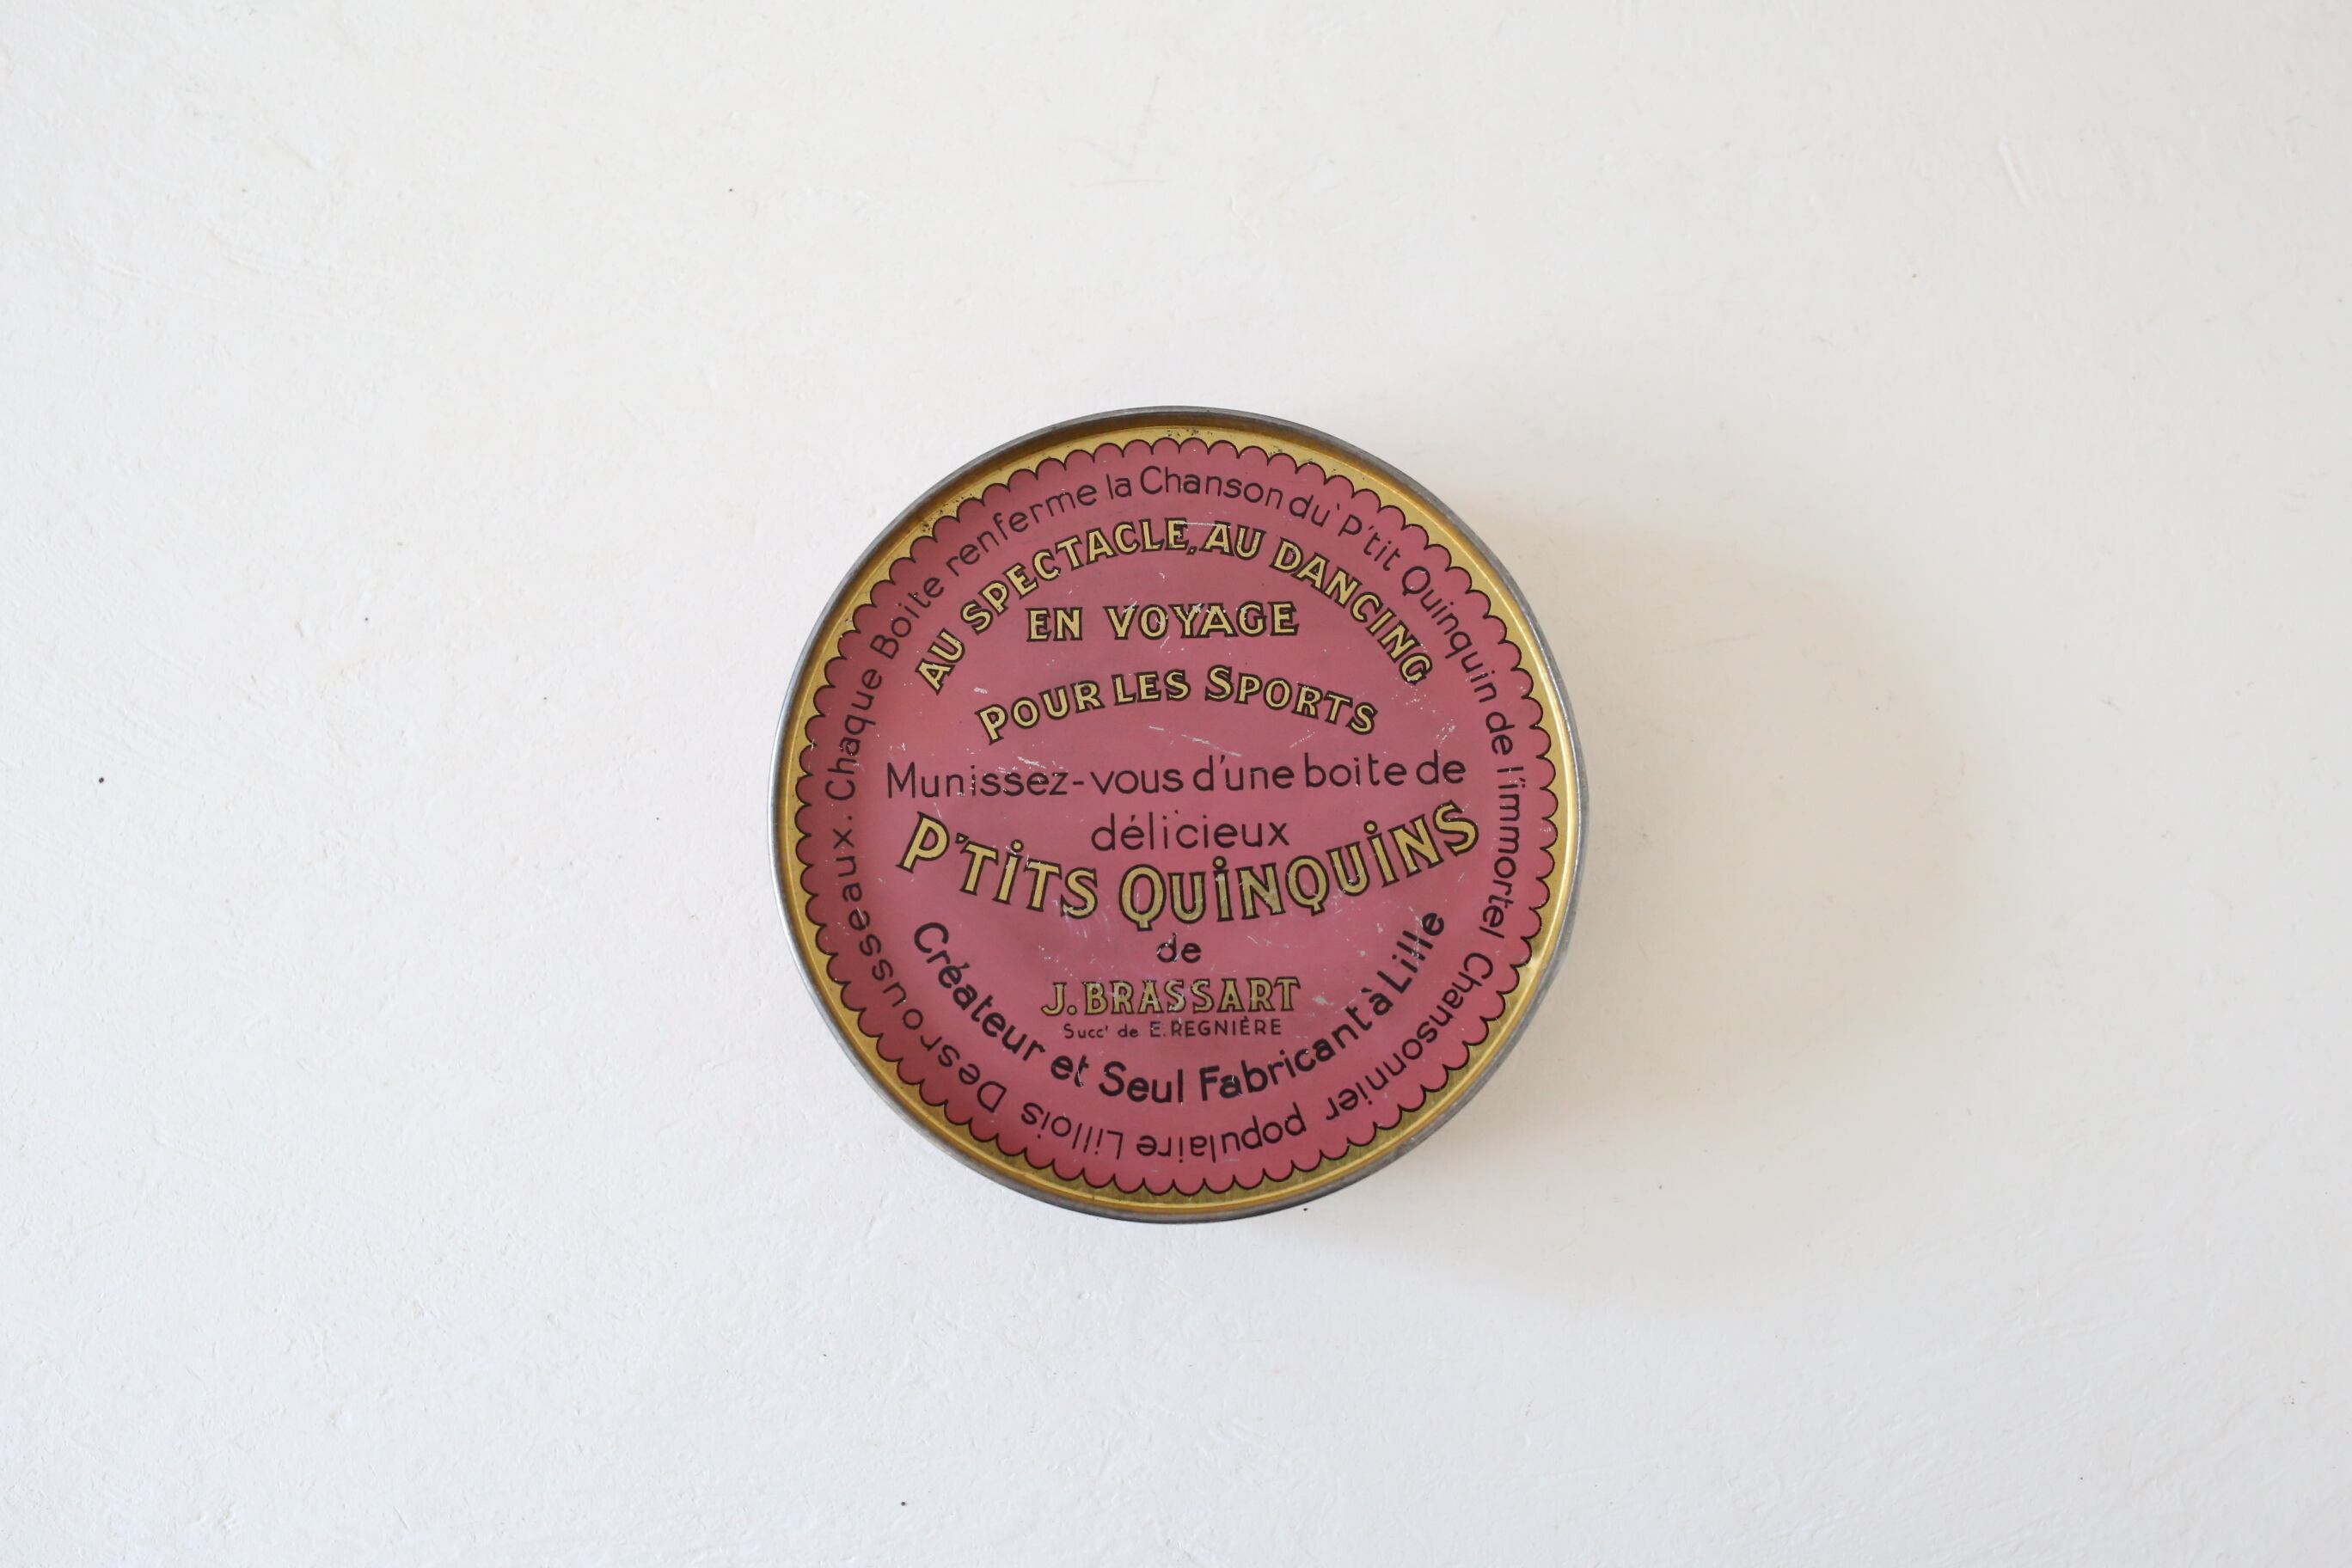 Chaque Boite renferme la Chanson du P'tit Quinquin de l'immortel Chansonnier populaire Lillois Desrousseaux.
AU SPECTACLE, AU DANCING
EN VOYAGE
POUR LES SPORTS
Munissez-vous d'une boite de
délicieux
P'TITS QUINQUINS
de
J. BRASSART
Succr de E. REGNIÈRE
Créateur et Seul Fabricant à Lille